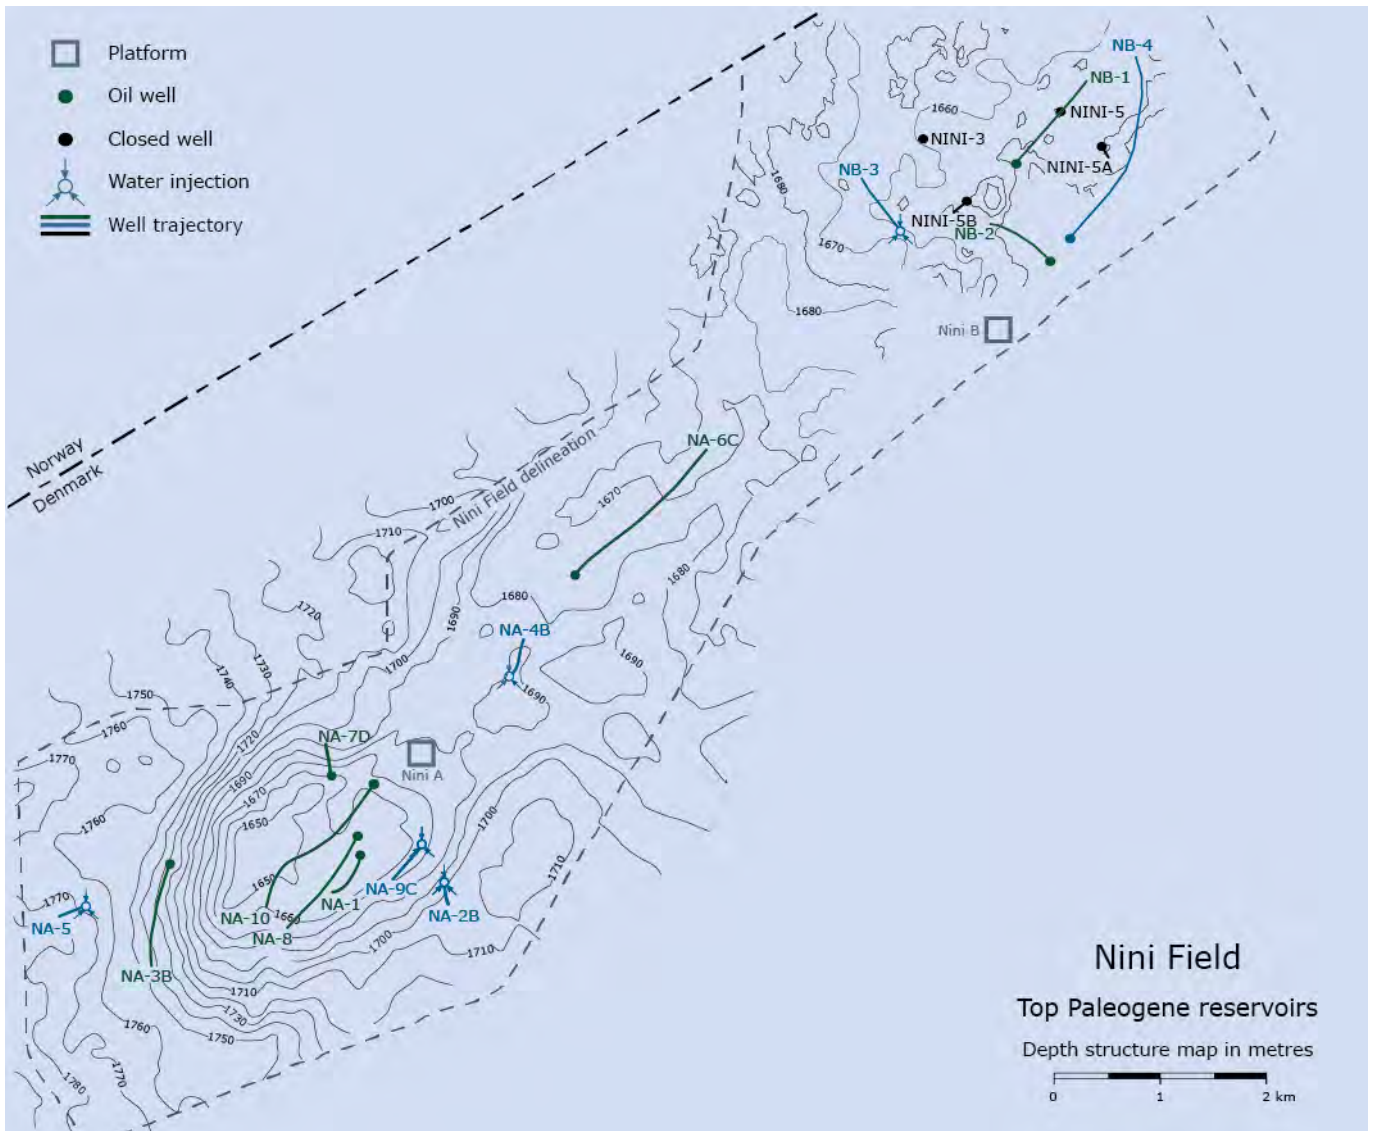 Platform
Oil well
Closed well
Water injection
Well trajectory
NB-4
NB-1
1660
NINI-5
NINI-3
NINI-5A
NB-3
1680
NINI-5B
NB-2
1670
1680
Nini B
Norway
Denmark
NA-6C
Nini Field delineation
1670
1700
1710
1680
1680
1690
1720
NA-4B
1690
1700
1730
1740
1690
1750
1760
1720
NA-7D
1770
Nini A
1690
1670
1650
1700
1760
1710
1650
NA-9C
1770
NA-1
NA-10
1660
NA-2B
NA-5
NA-8
1700
1710
NA-3B
1710
1730
1760
1750
1770
1780
Nini Field
Top Paleogene reservoirs
Depth structure map in metres
0 1 2 km